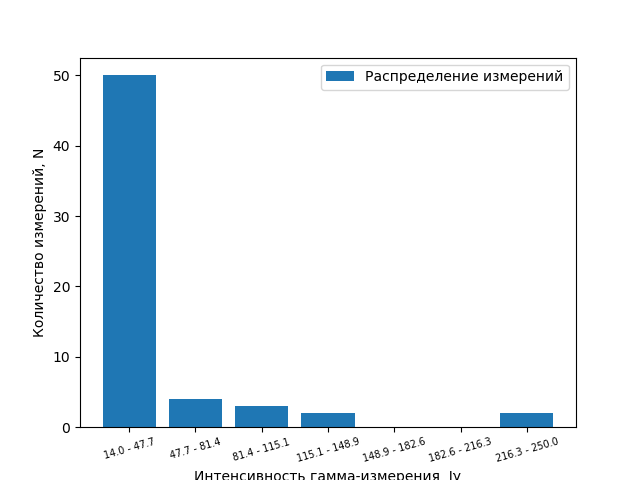 Распределение измерений
Количество измерений, N
50
40
30
20
10
0
14.0 - 47.7
47.7 - 81.4
81.4 - 115.1
115.1 - 148.9
148.9 - 182.6
182.6 - 216.3
216.3 - 250.0
Интенсивность гамма-измерения, Iγ